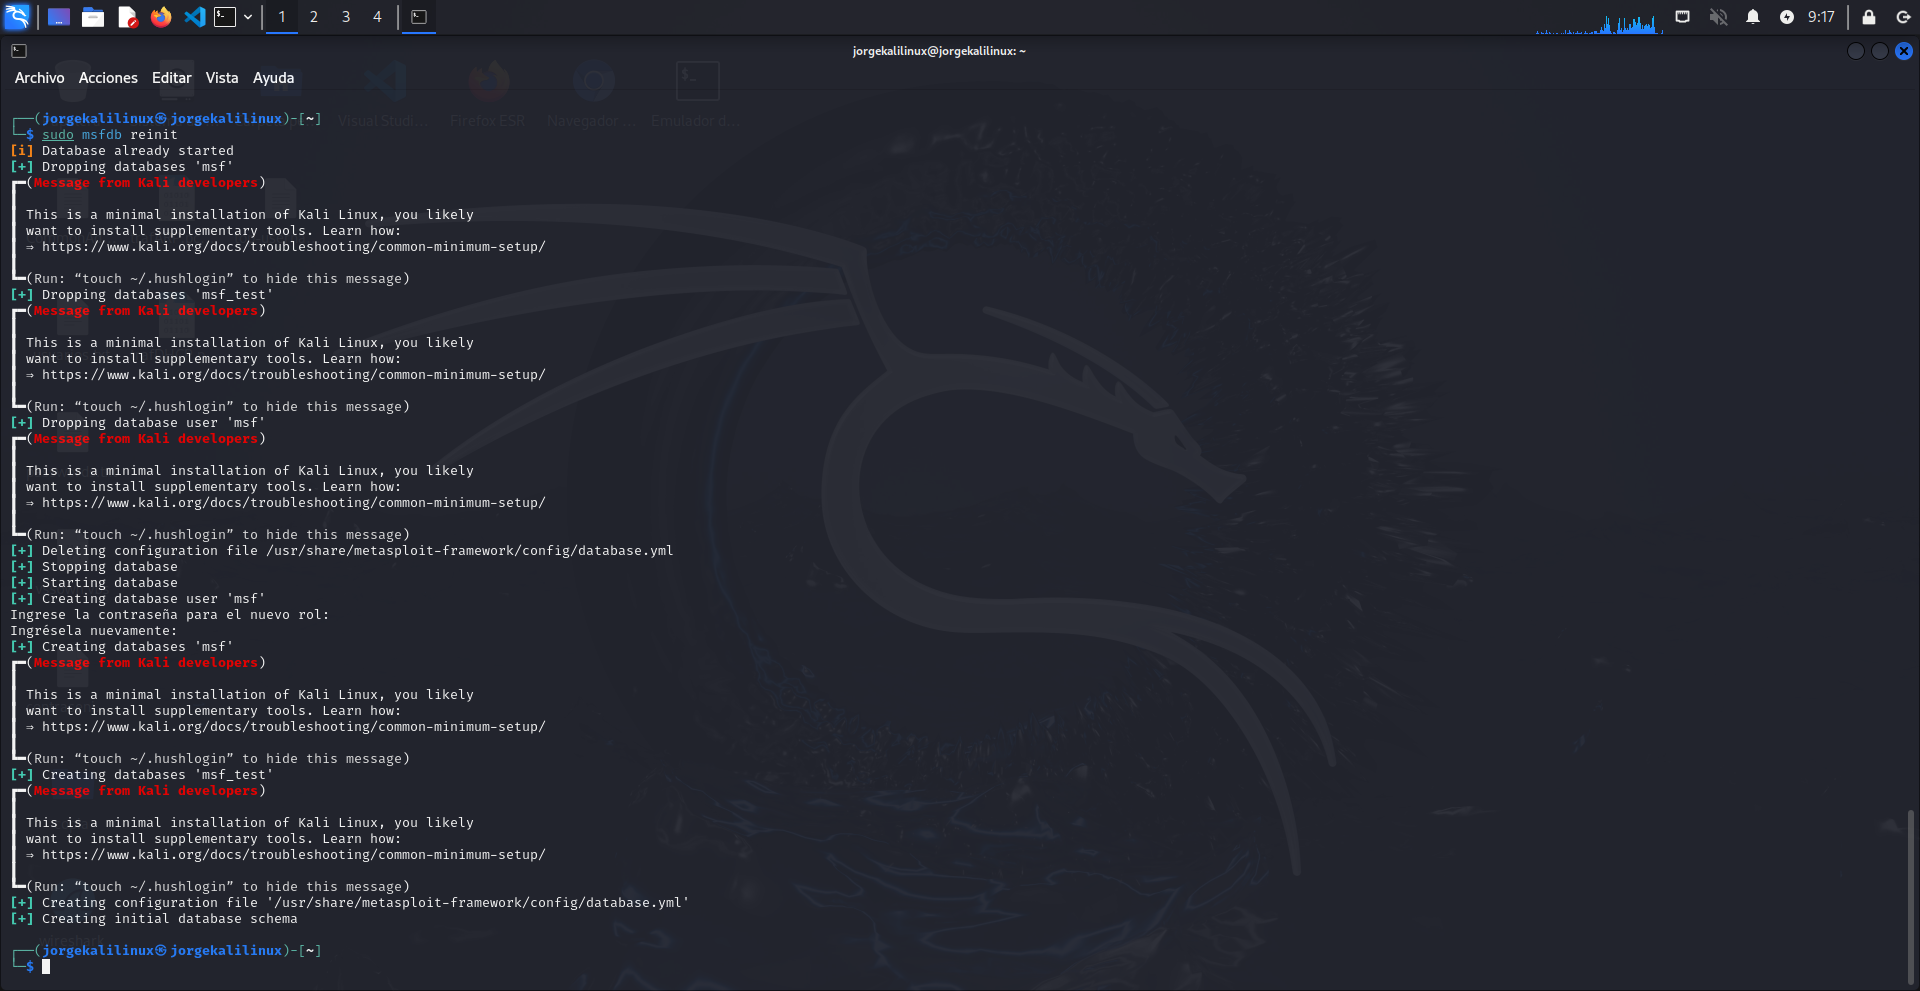 1 2 3 4
9:17
jorgekalilinux@jorgekalilinux: ~
Archivo Acciones Editar Vista Ayuda
Visual Studi... Firefox ESR Navegador ... Emulador d...
┌──(jorgekalilinux㉿jorgekalilinux)-[~]
└─$ sudo msfdb reinit
[i] Database already started
[+] Dropping databases 'msf'
┏━(Message from Kali developers)
┃
┃ This is a minimal installation of Kali Linux, you likely
┃ want to install supplementary tools. Learn how:
┃ ⇒ https://www.kali.org/docs/troubleshooting/common-minimum-setup/
┃
┗━(Run: “touch ~/.hushlogin” to hide this message)
[+] Dropping databases 'msf_test'
┏━(Message from Kali developers)
┃
┃ This is a minimal installation of Kali Linux, you likely
┃ want to install supplementary tools. Learn how:
┃ ⇒ https://www.kali.org/docs/troubleshooting/common-minimum-setup/
┃
┗━(Run: “touch ~/.hushlogin” to hide this message)
[+] Dropping database user 'msf'
┏━(Message from Kali developers)
┃
┃ This is a minimal installation of Kali Linux, you likely
┃ want to install supplementary tools. Learn how:
┃ ⇒ https://www.kali.org/docs/troubleshooting/common-minimum-setup/
┃
┗━(Run: “touch ~/.hushlogin” to hide this message)
[+] Deleting configuration file /usr/share/metasploit-framework/config/database.yml
[+] Stopping database
[+] Starting database
[+] Creating database user 'msf'
Ingrese la contraseña para el nuevo rol:
Ingrésela nuevamente:
[+] Creating databases 'msf'
┏━(Message from Kali developers)
┃
┃ This is a minimal installation of Kali Linux, you likely
┃ want to install supplementary tools. Learn how:
┃ ⇒ https://www.kali.org/docs/troubleshooting/common-minimum-setup/
┃
┗━(Run: “touch ~/.hushlogin” to hide this message)
[+] Creating databases 'msf_test'
┏━(Message from Kali developers)
┃
┃ This is a minimal installation of Kali Linux, you likely
┃ want to install supplementary tools. Learn how:
┃ ⇒ https://www.kali.org/docs/troubleshooting/common-minimum-setup/
┃
┗━(Run: “touch ~/.hushlogin” to hide this message)
[+] Creating configuration file '/usr/share/metasploit-framework/config/database.yml'
[+] Creating initial database schema
┌──(jorgekalilinux㉿jorgekalilinux)-[~]
└─$